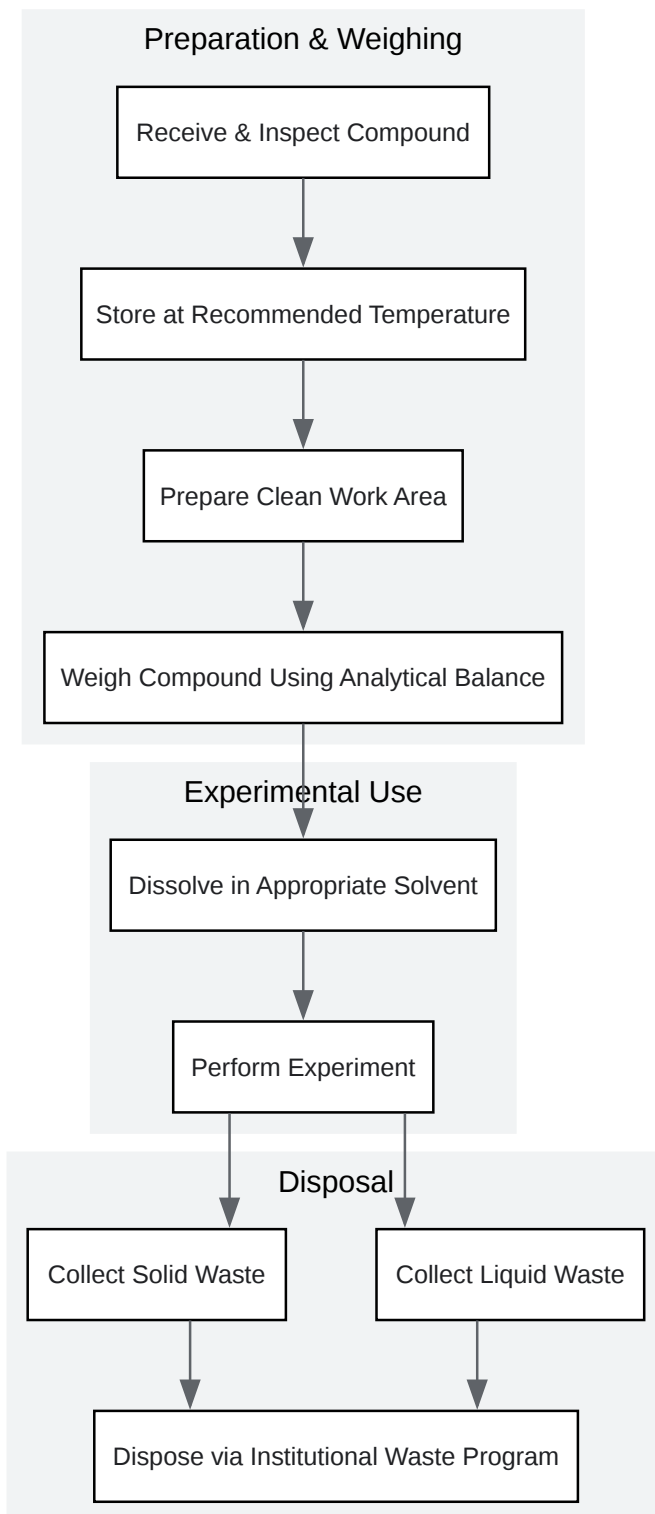 Preparation & Weighing
Receive & Inspect Compound
Store at Recommended Temperature
Prepare Clean Work Area
Weigh Compound Using Analytical Balance
Experimental Use
Dissolve in Appropriate Solvent
Perform Experiment
Disposal
Collect Solid Waste
Collect Liquid Waste
Dispose via Institutional Waste Program